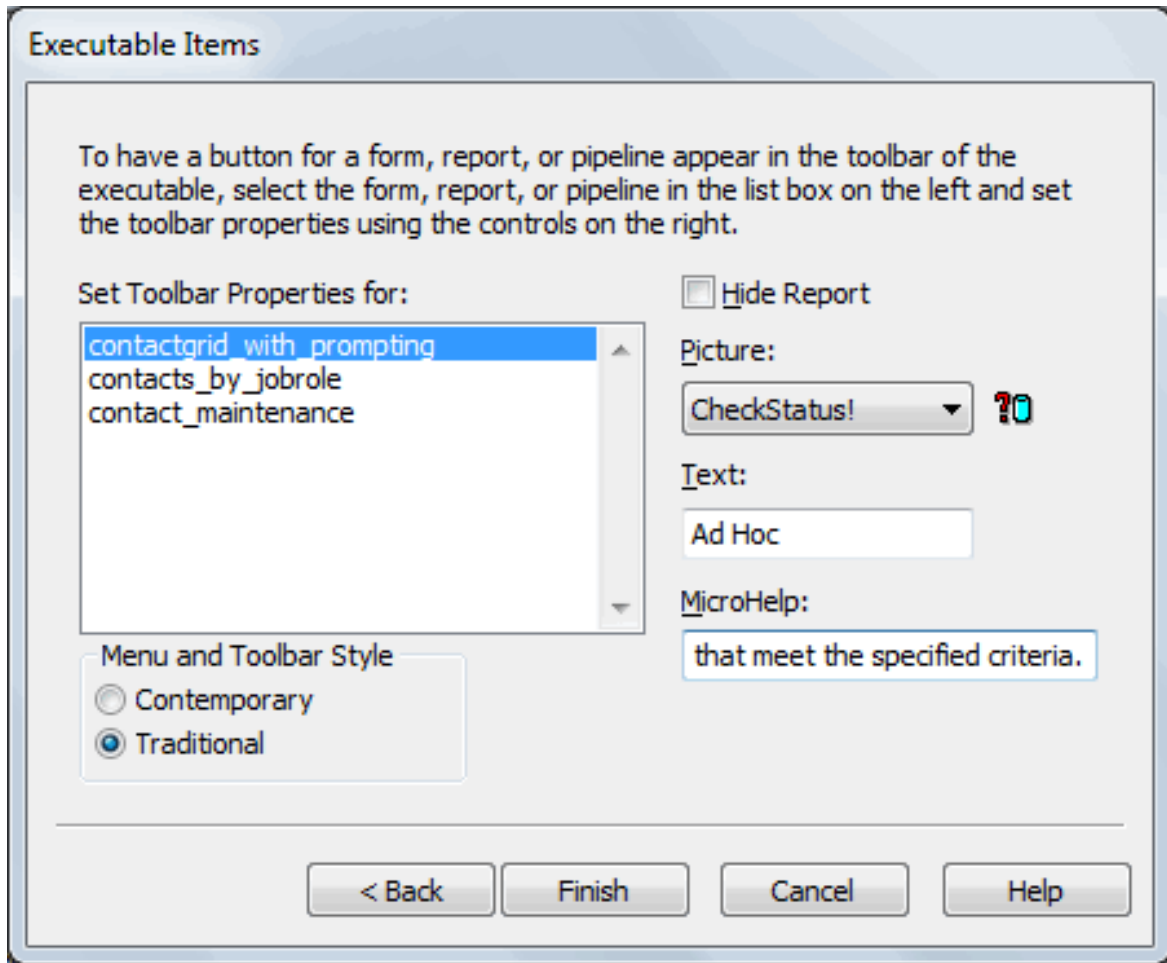 Executable Items
To have a button for a form, report, or pipeline appear in the toolbar of the
executable, select the form, report, or pipeline in the list box on the left and set
the toolbar properties using the controls on the right.
Set Toolbar Properties for:
contactgrid_with_prompting
contacts_by_jobrole
contact_maintenance
Menu and Toolbar Style
Contemporary
Traditional
Hide Report
Picture:
CheckStatus!
Text:
Ad Hoc
MicroHelp:
that meet the specified criteria.
< Back
Finish
Cancel
Help